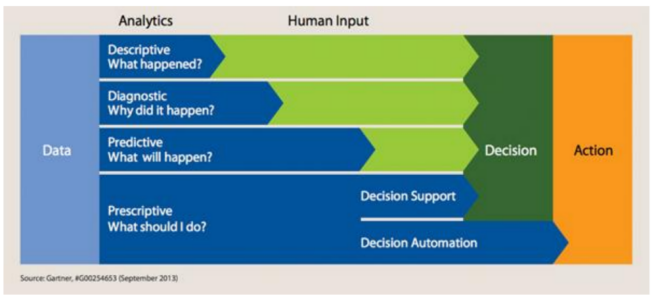 Analytics
Human Input
Descriptive
What happened?
Diagnostic
Why did it happen?
Predictive
What will happen?
Data
Decision
Action
Prescriptive
What should I do?
Decision Support
Decision Automation
Source: Gartner, #G00254653 (September 2013)